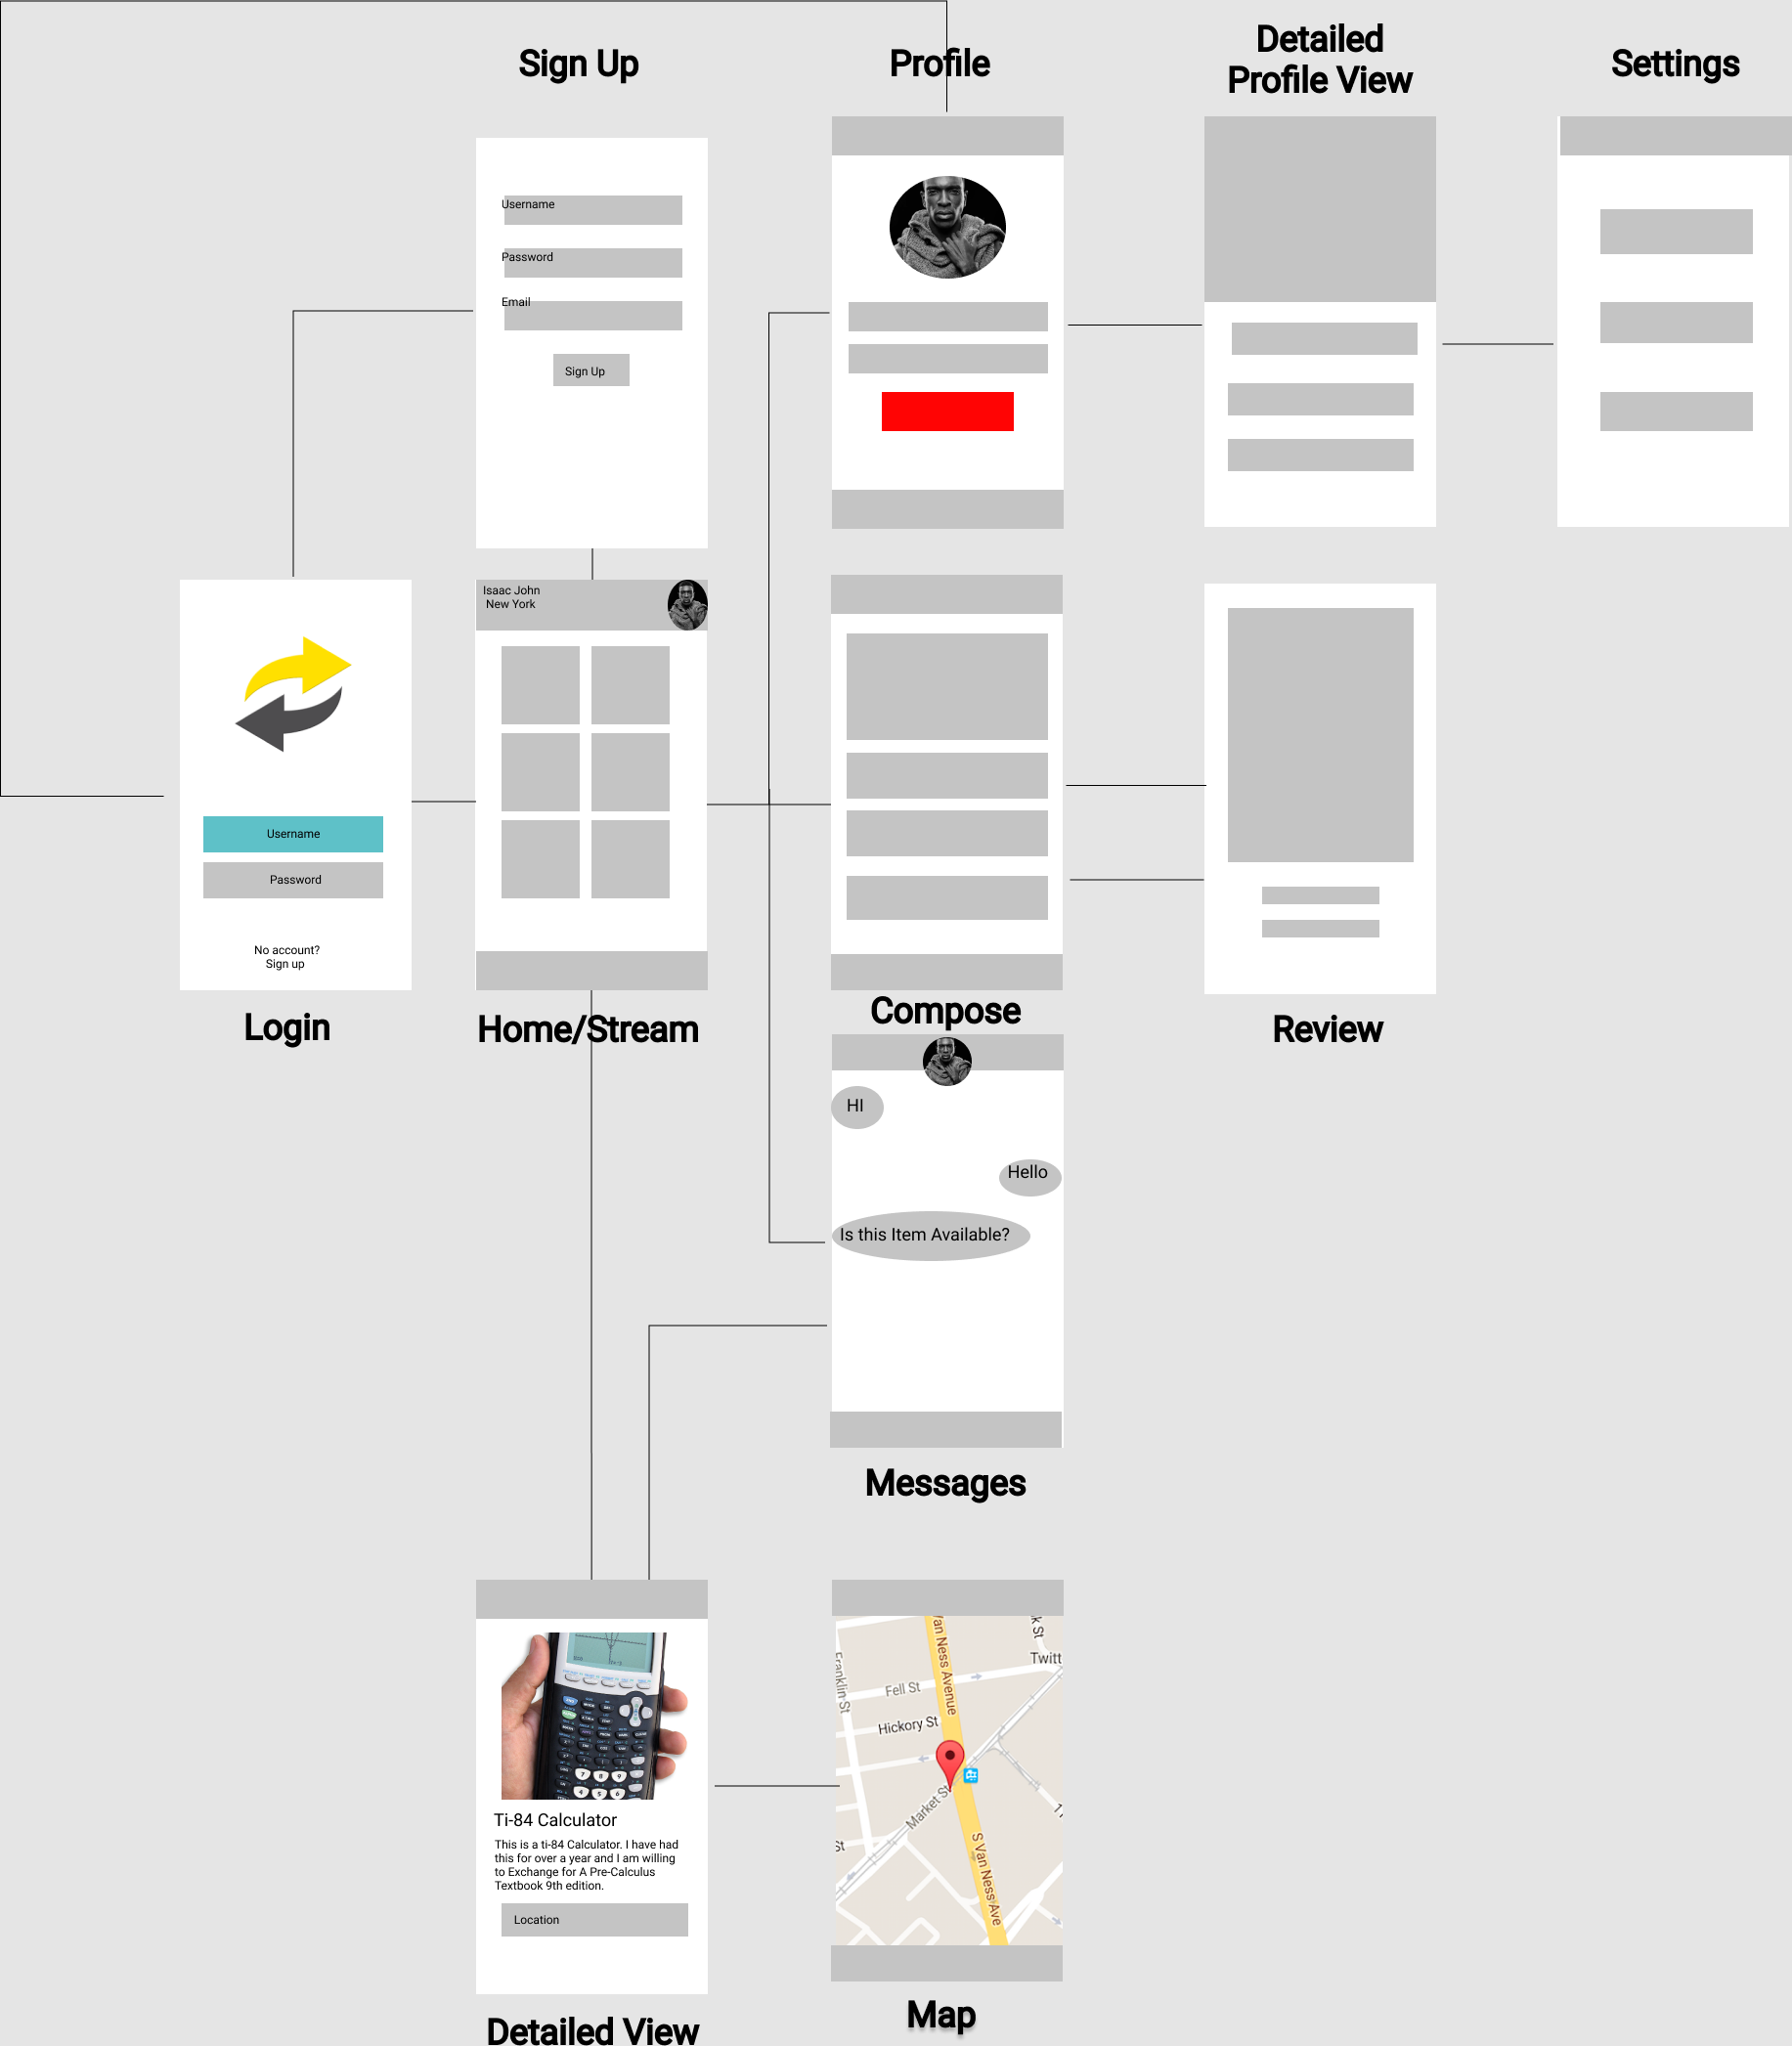 Sign Up
Profile
Detailed
Profile View
Settings
Username
Password
Email
Sign Up
Isaac John
New York
Username
Password
No account?
Sign up
Login
Home/Stream
Compose
Review
HI
Hello
Is this Item Available?
Messages
Ti-84 Calculator
This is a ti-84 Calculator. I have had
this for over a year and I am willing
to Exchange for A Pre-Calculus
Textbook 9th edition.
Location
Detailed View
Van Ness Avenue
k St
Twitt
Franklin St
Fell St
Hickory St
Market St
St
S Van Ness Ave
Map